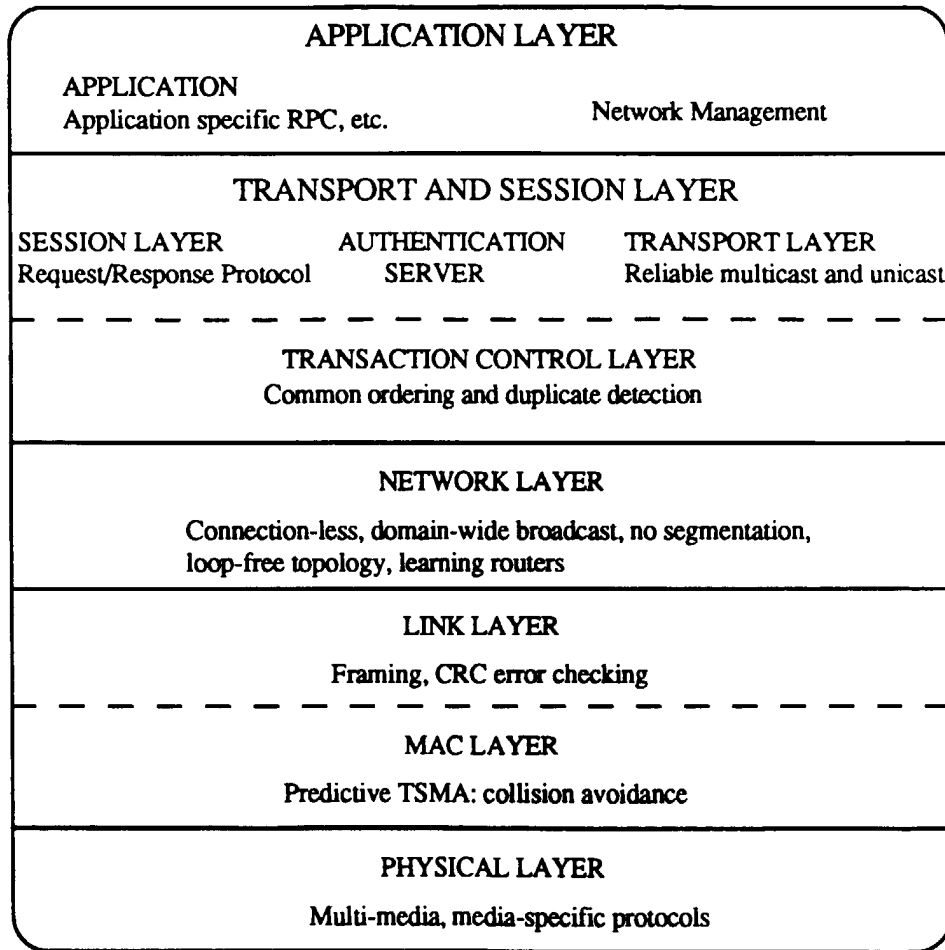 APPLICATION LAYER
APPLICATION
Application specific RPC, etc.
Network Management
TRANSPORT AND SESSION LAYER
SESSION LAYER
Request/Response Protocol
AUTHENTICATION
SERVER
TRANSPORT LAYER
Reliable multicast and unicast
TRANSACTION CONTROL LAYER
Common ordering and duplicate detection
NETWORK LAYER
Connection-less, domain-wide broadcast, no segmentation,
loop-free topology, learning routers
LINK LAYER
Framing, CRC error checking
MAC LAYER
Predictive TSMA: collision avoidance
PHYSICAL LAYER
Multi-media, media-specific protocols